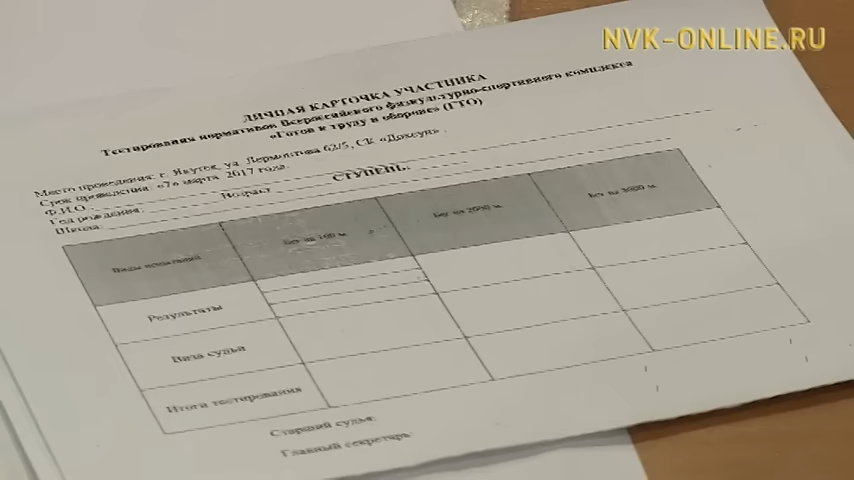 NVK-ONLINE.RU
ЛИЧНАЯ КАРТОЧКА УЧАСТНИКА
Тестирования нормативов Всероссийского физкультурно-спортивного комплекса
«Готов к труду и обороне» (ГТО)
Место проведения: г. Якутск, ул. Лермонтова 62/5, СК «Дохсун»
Срок проведения: «7» марта 2017 года.
Ф.И.О. Возраст СТУПЕНЬ:
Год рождения:
Школа:
Виды испытаний Бег на 100 м. Бег на 2000 м. Бег на 3000 м.
Результаты
Виза судьи
Итоги тестирования
Старший судья:
Главный секретарь: